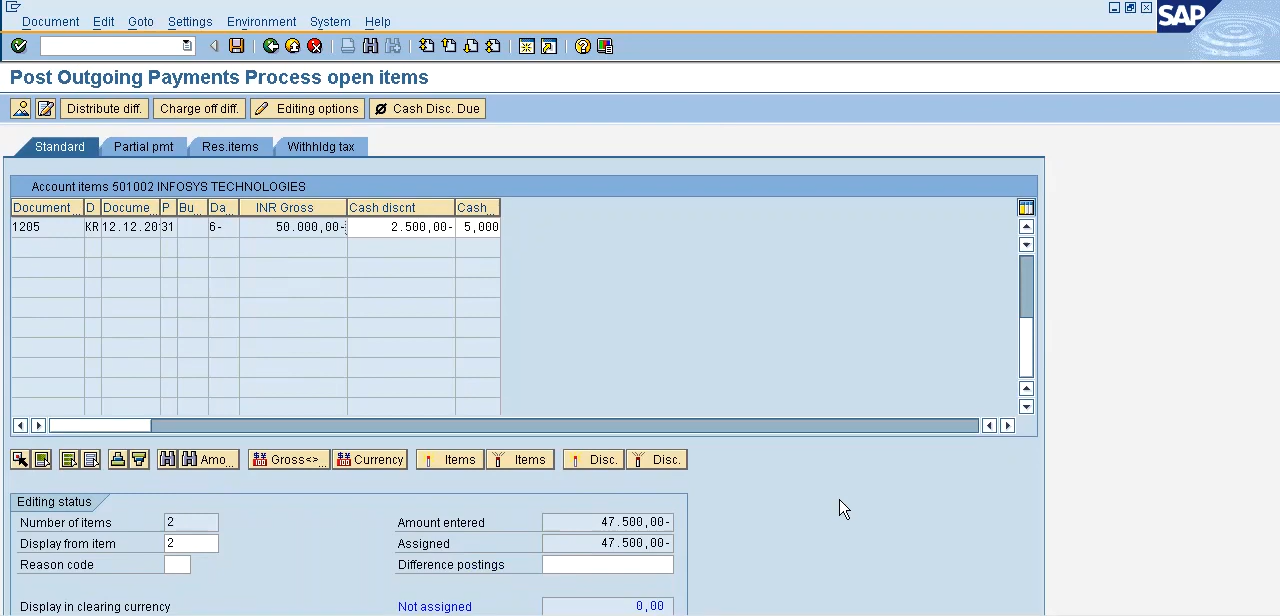 Document Edit Goto Settings Environment System Help
SAP
Post Outgoing Payments Process open items
Distribute diff. Charge off diff. Editing options Cash Disc. Due
Standard Partial pmt Res.items Withhldg tax
Account items 501002 INFOSYS TECHNOLOGIES
Document... D Docume... P Bu... Da... INR Gross Cash discnt Cash...
1205 KR 12.12.20 31 6- 50.000,00- 2.500,00- 5,000
Amo... Gross<>... Currency Items Items Disc. Disc.
Editing status
Number of items 2 Amount entered 47.500,00-
Display from item 2 Assigned 47.500,00-
Reason code Difference postings
Display in clearing currency Not assigned 0,00